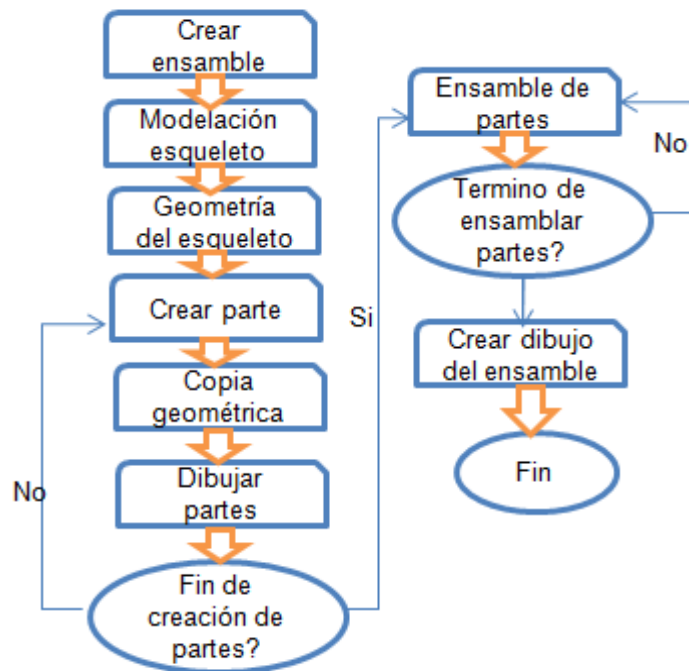 Crear
ensamble
Modelación
esqueleto
Geometría
del esqueleto
Crear parte
Copia
geométrica
Dibujar
partes
No
Fin de
creación de
partes?
Si
Ensamble de
partes
No
Termino de
ensamblar
partes?
Crear dibujo
del ensamble
Fin